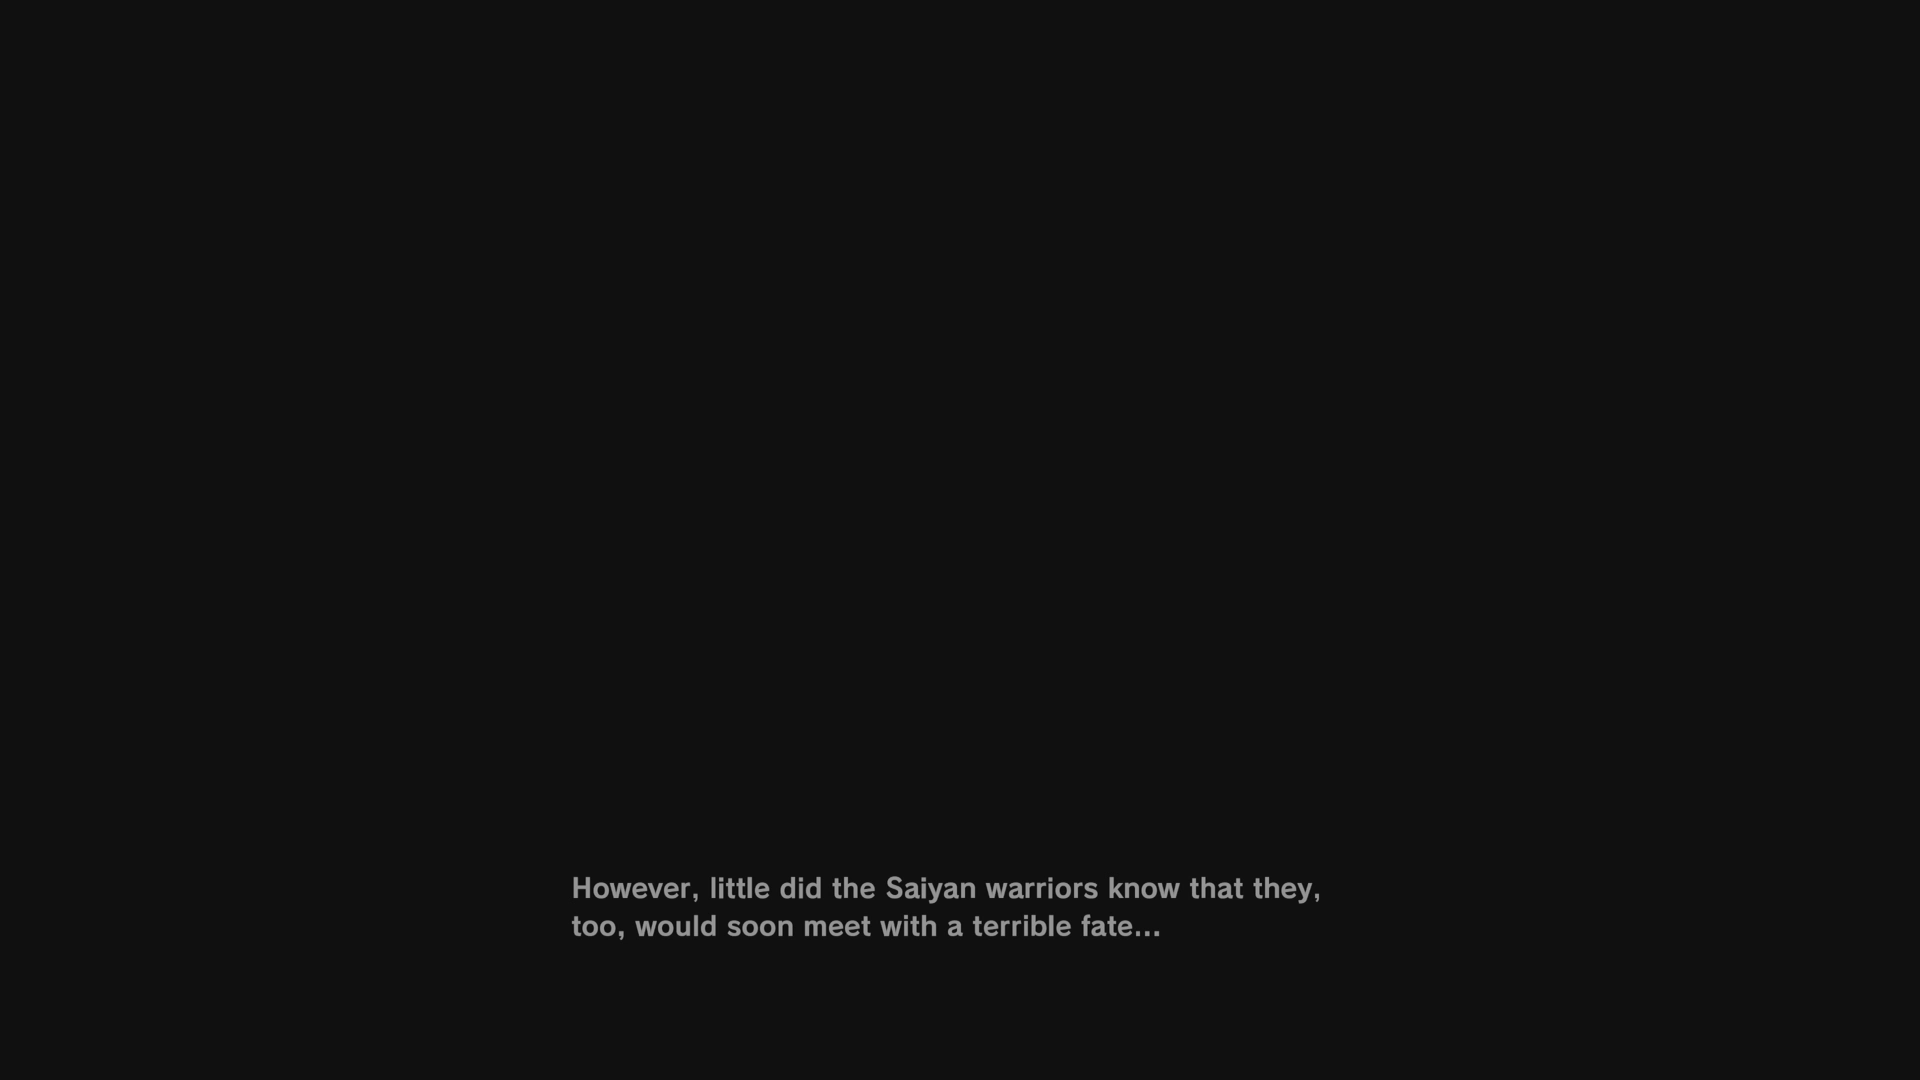 However, little did the Saiyan warriors know that they,
too, would soon meet with a terrible fate...